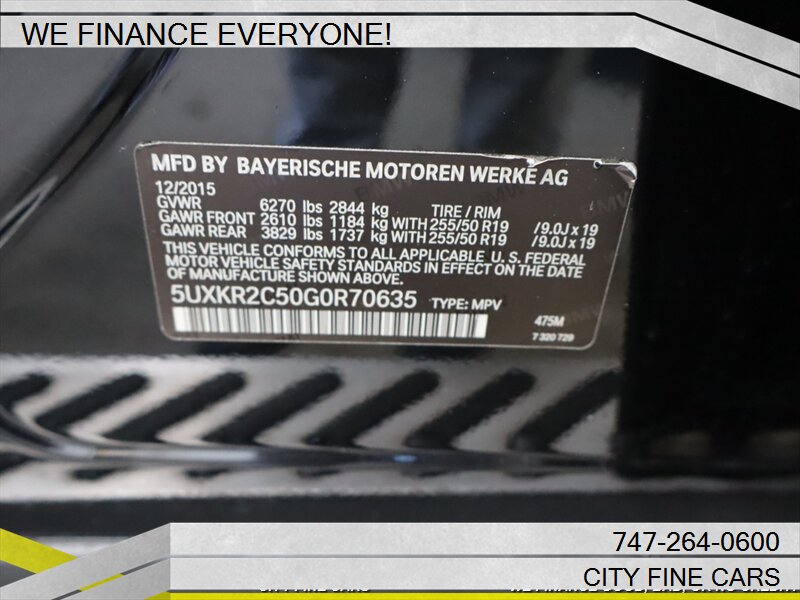 WE FINANCE EVERYONE!
MFD BY BAYERISCHE MOTOREN WERKE AG
12/2015
GVWR 6270 lbs 2844 kg TIRE / RIM
GAWR FRONT 2610 lbs 1184 kg WITH 255/50 R19 / 9.0J x 19
GAWR REAR 3829 lbs 1737 kg WITH 255/50 R19 / 9.0J x 19
THIS VEHICLE CONFORMS TO ALL APPLICABLE U. S. FEDERAL
MOTOR VEHICLE SAFETY STANDARDS IN EFFECT ON THE DATE
OF MANUFACTURE SHOWN ABOVE.
5UXKR2C50G0R70635 TYPE: MPV
475M
7 320 729
747-264-0600
CITY FINE CARS